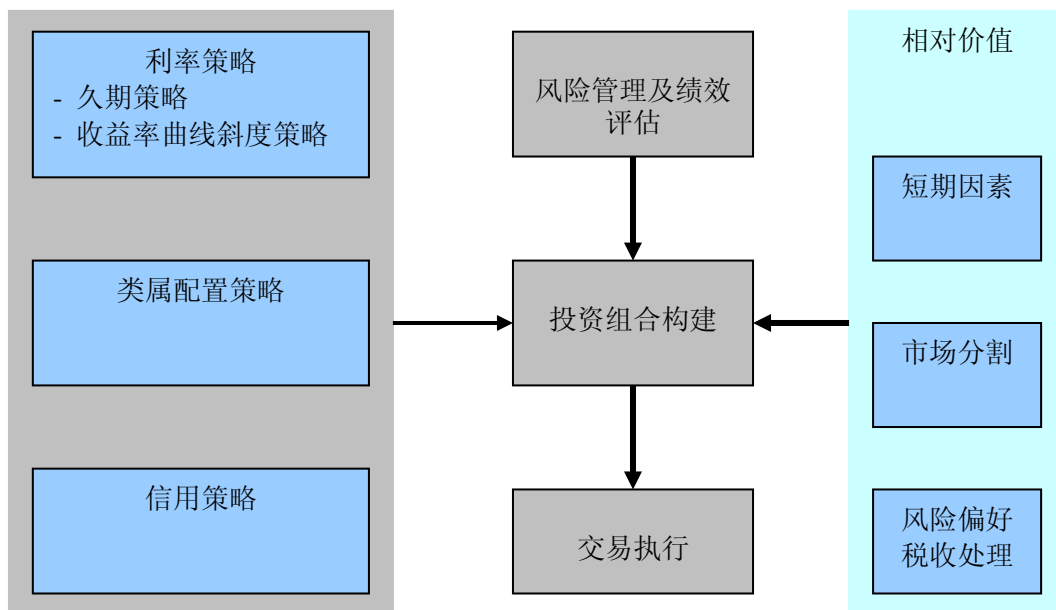 利率策略
- 久期策略
- 收益率曲线斜度策略
类属配置策略
信用策略
风险管理及绩效
评估
投资组合构建
交易执行
相对价值
短期因素
市场分割
风险偏好
税收处理